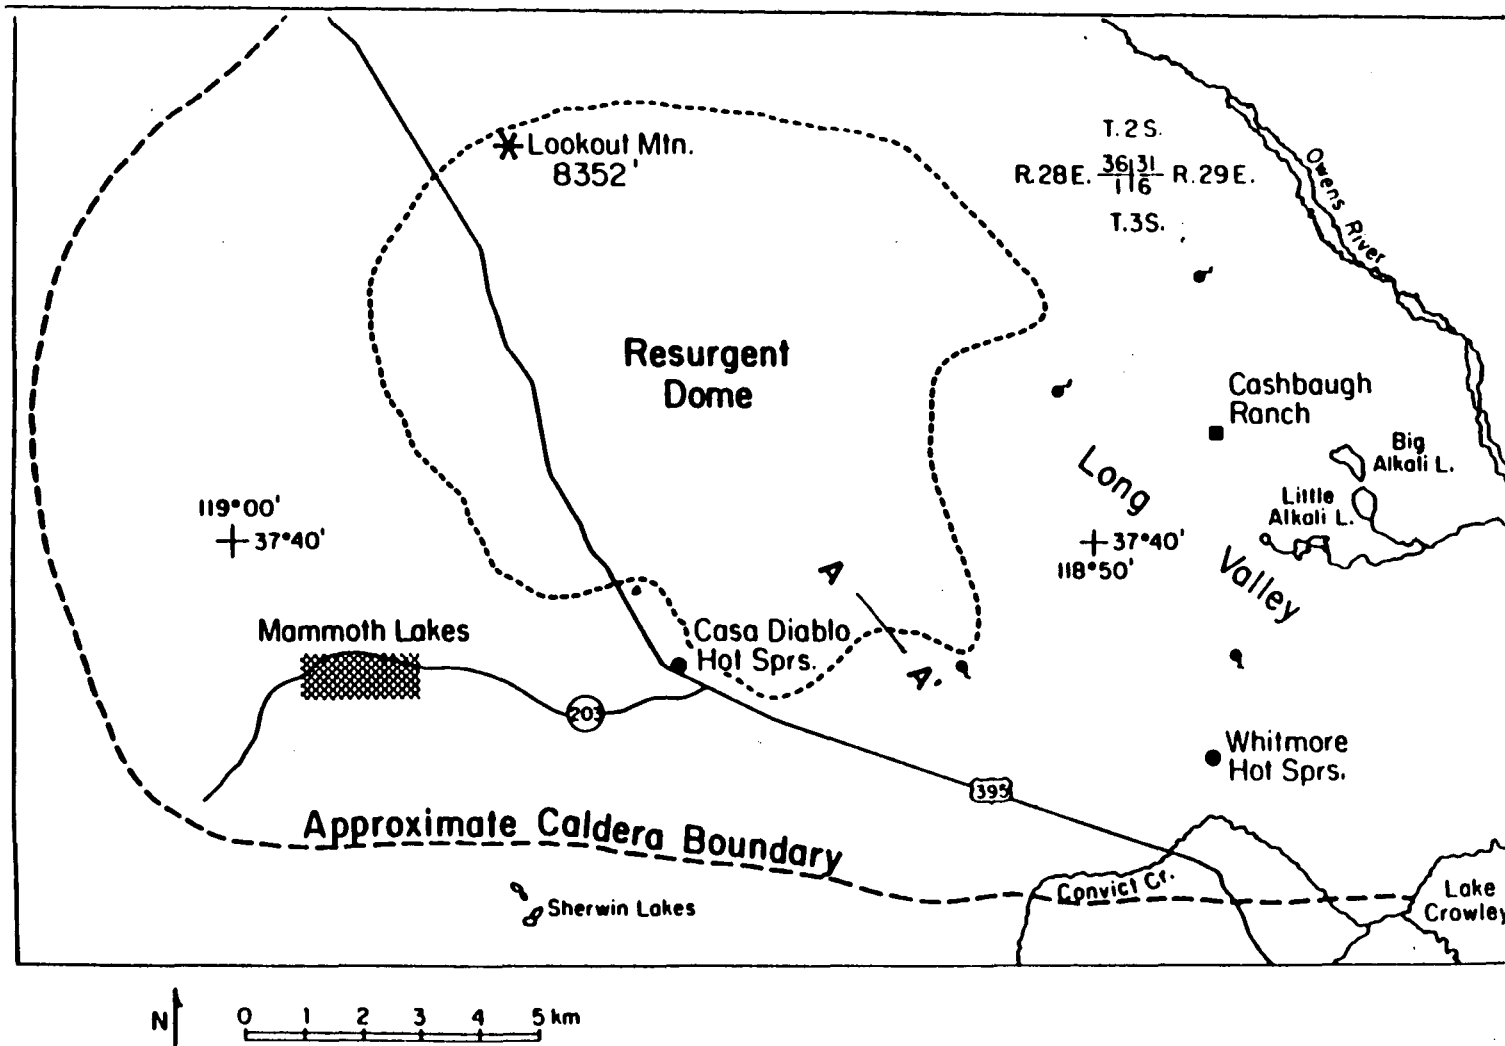 Lookout Mtn.
8352'
T.2S.
R.28E. 36 31 R.29E.
1 6
T.3S.
Owens River
Resurgent
Dome
Cashbaugh
Ranch
Big
Alkali L.
Long
Little
Alkali L.
119°00'
37°40'
37°40'
118°50'
Valley
A
Mammoth Lakes
Casa Diablo
Hot Sprs.
A'
203
Whitmore
Hot Sprs.
395
Approximate Caldera Boundary
Convict Cr.
Lake
Crowley
Sherwin Lakes
N
0 1 2 3 4 5 km